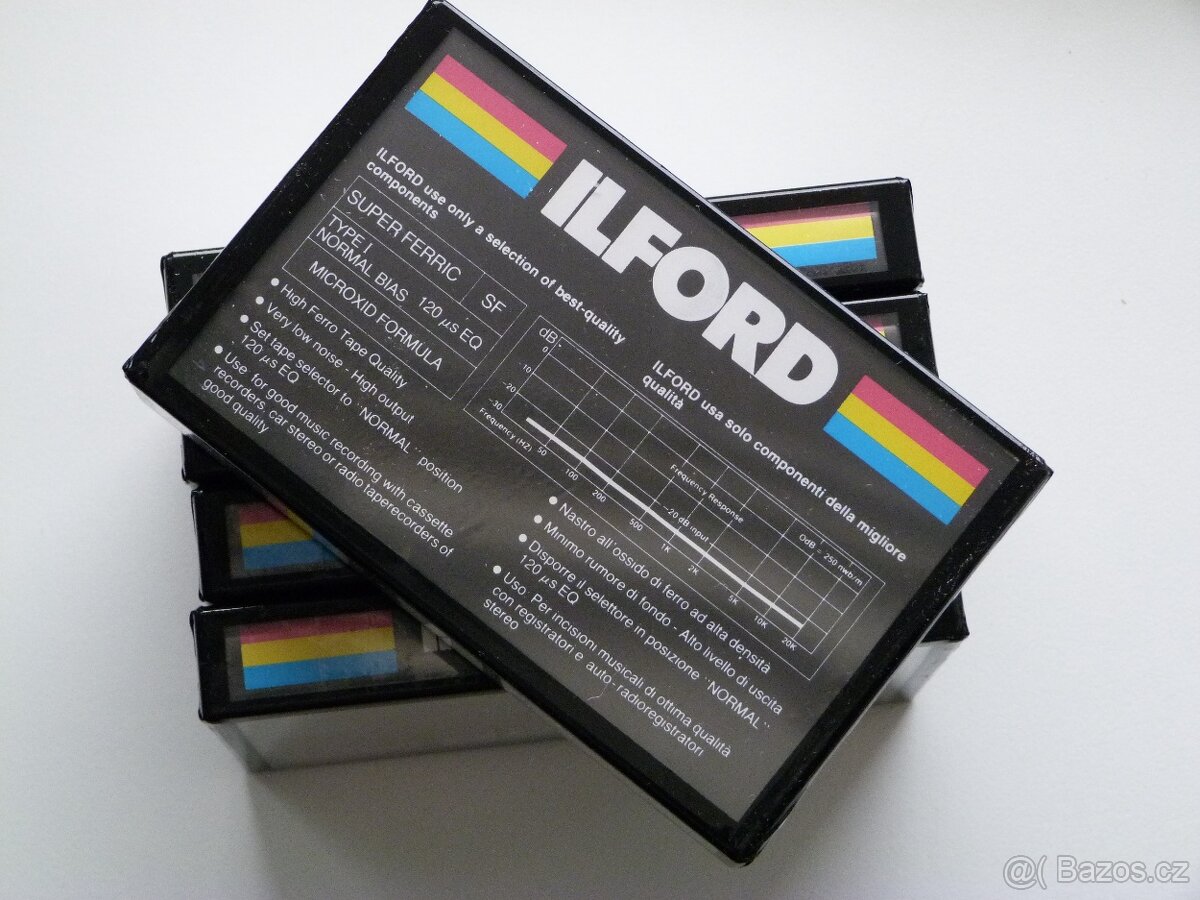 ILFORD
ILFORD use only a selection of best-quality
components
SUPER FERRIC SF
TYPE I
NORMAL BIAS 120 µs EQ
MICROXID FORMULA
● High Ferro Tape Quality
● Very low noise - High output
● Set tape selector to "NORMAL" position
120 µs EQ
● Use: for good music recording with cassette
recorders, car stereo or radio taperecorders of
good quality
ILFORD usa solo componenti della migliore
qualità
dB
0
-10
-20
-30
Frequency (HZ) 50 100 200 500 1K 2K 5K 10K 20K
Frequency Response
-20 dB input
0dB = 250 nwb/m
● Nastro all'ossido di ferro ad alta densità
● Minimo rumore di fondo - Alto livello di uscita
● Disporre il selettore in posizione "NORMAL"
120 µs EQ
● Uso: Per incisioni musicali di ottima qualità
con registratori e auto-radioregistratori
stereo
@( Bazos.cz